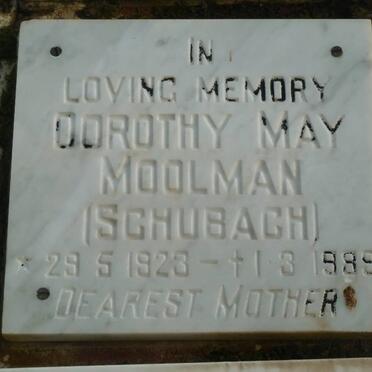 IN
LOVING MEMORY
DOROTHY MAY
MOOLMAN
(SCHUBACH)
* 29 5 1923 – † 1 3 1989
DEAREST MOTHER